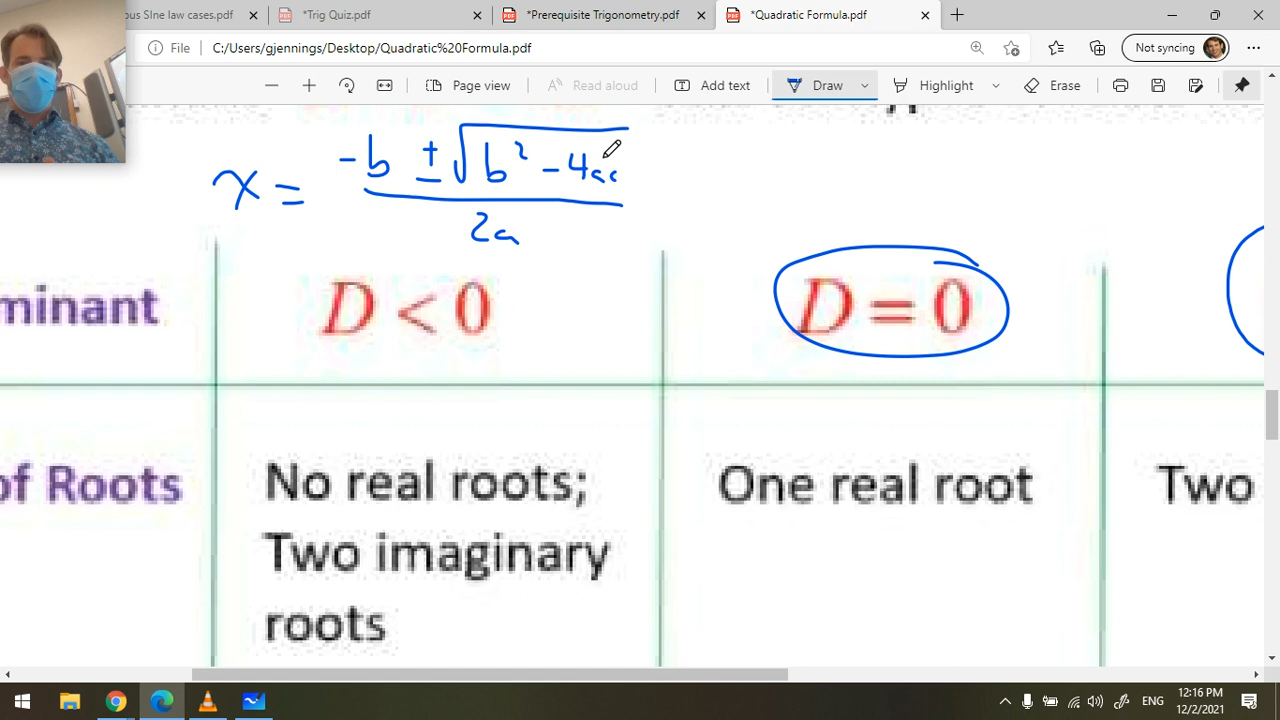 ous SIne law cases.pdf
*Trig Quiz.pdf
*Prerequisite Trigonometry.pdf
*Quadratic Formula.pdf
File
C:/Users/gjennings/Desktop/Quadratic%20Formula.pdf
Not syncing
Page view
Read aloud
Add text
Draw
Highlight
Erase
x = -b ± √b² - 4ac
2a
minant
D < 0
D = 0
of Roots
No real roots;
Two imaginary
roots
One real root
Two
ENG
12:16 PM
12/2/2021